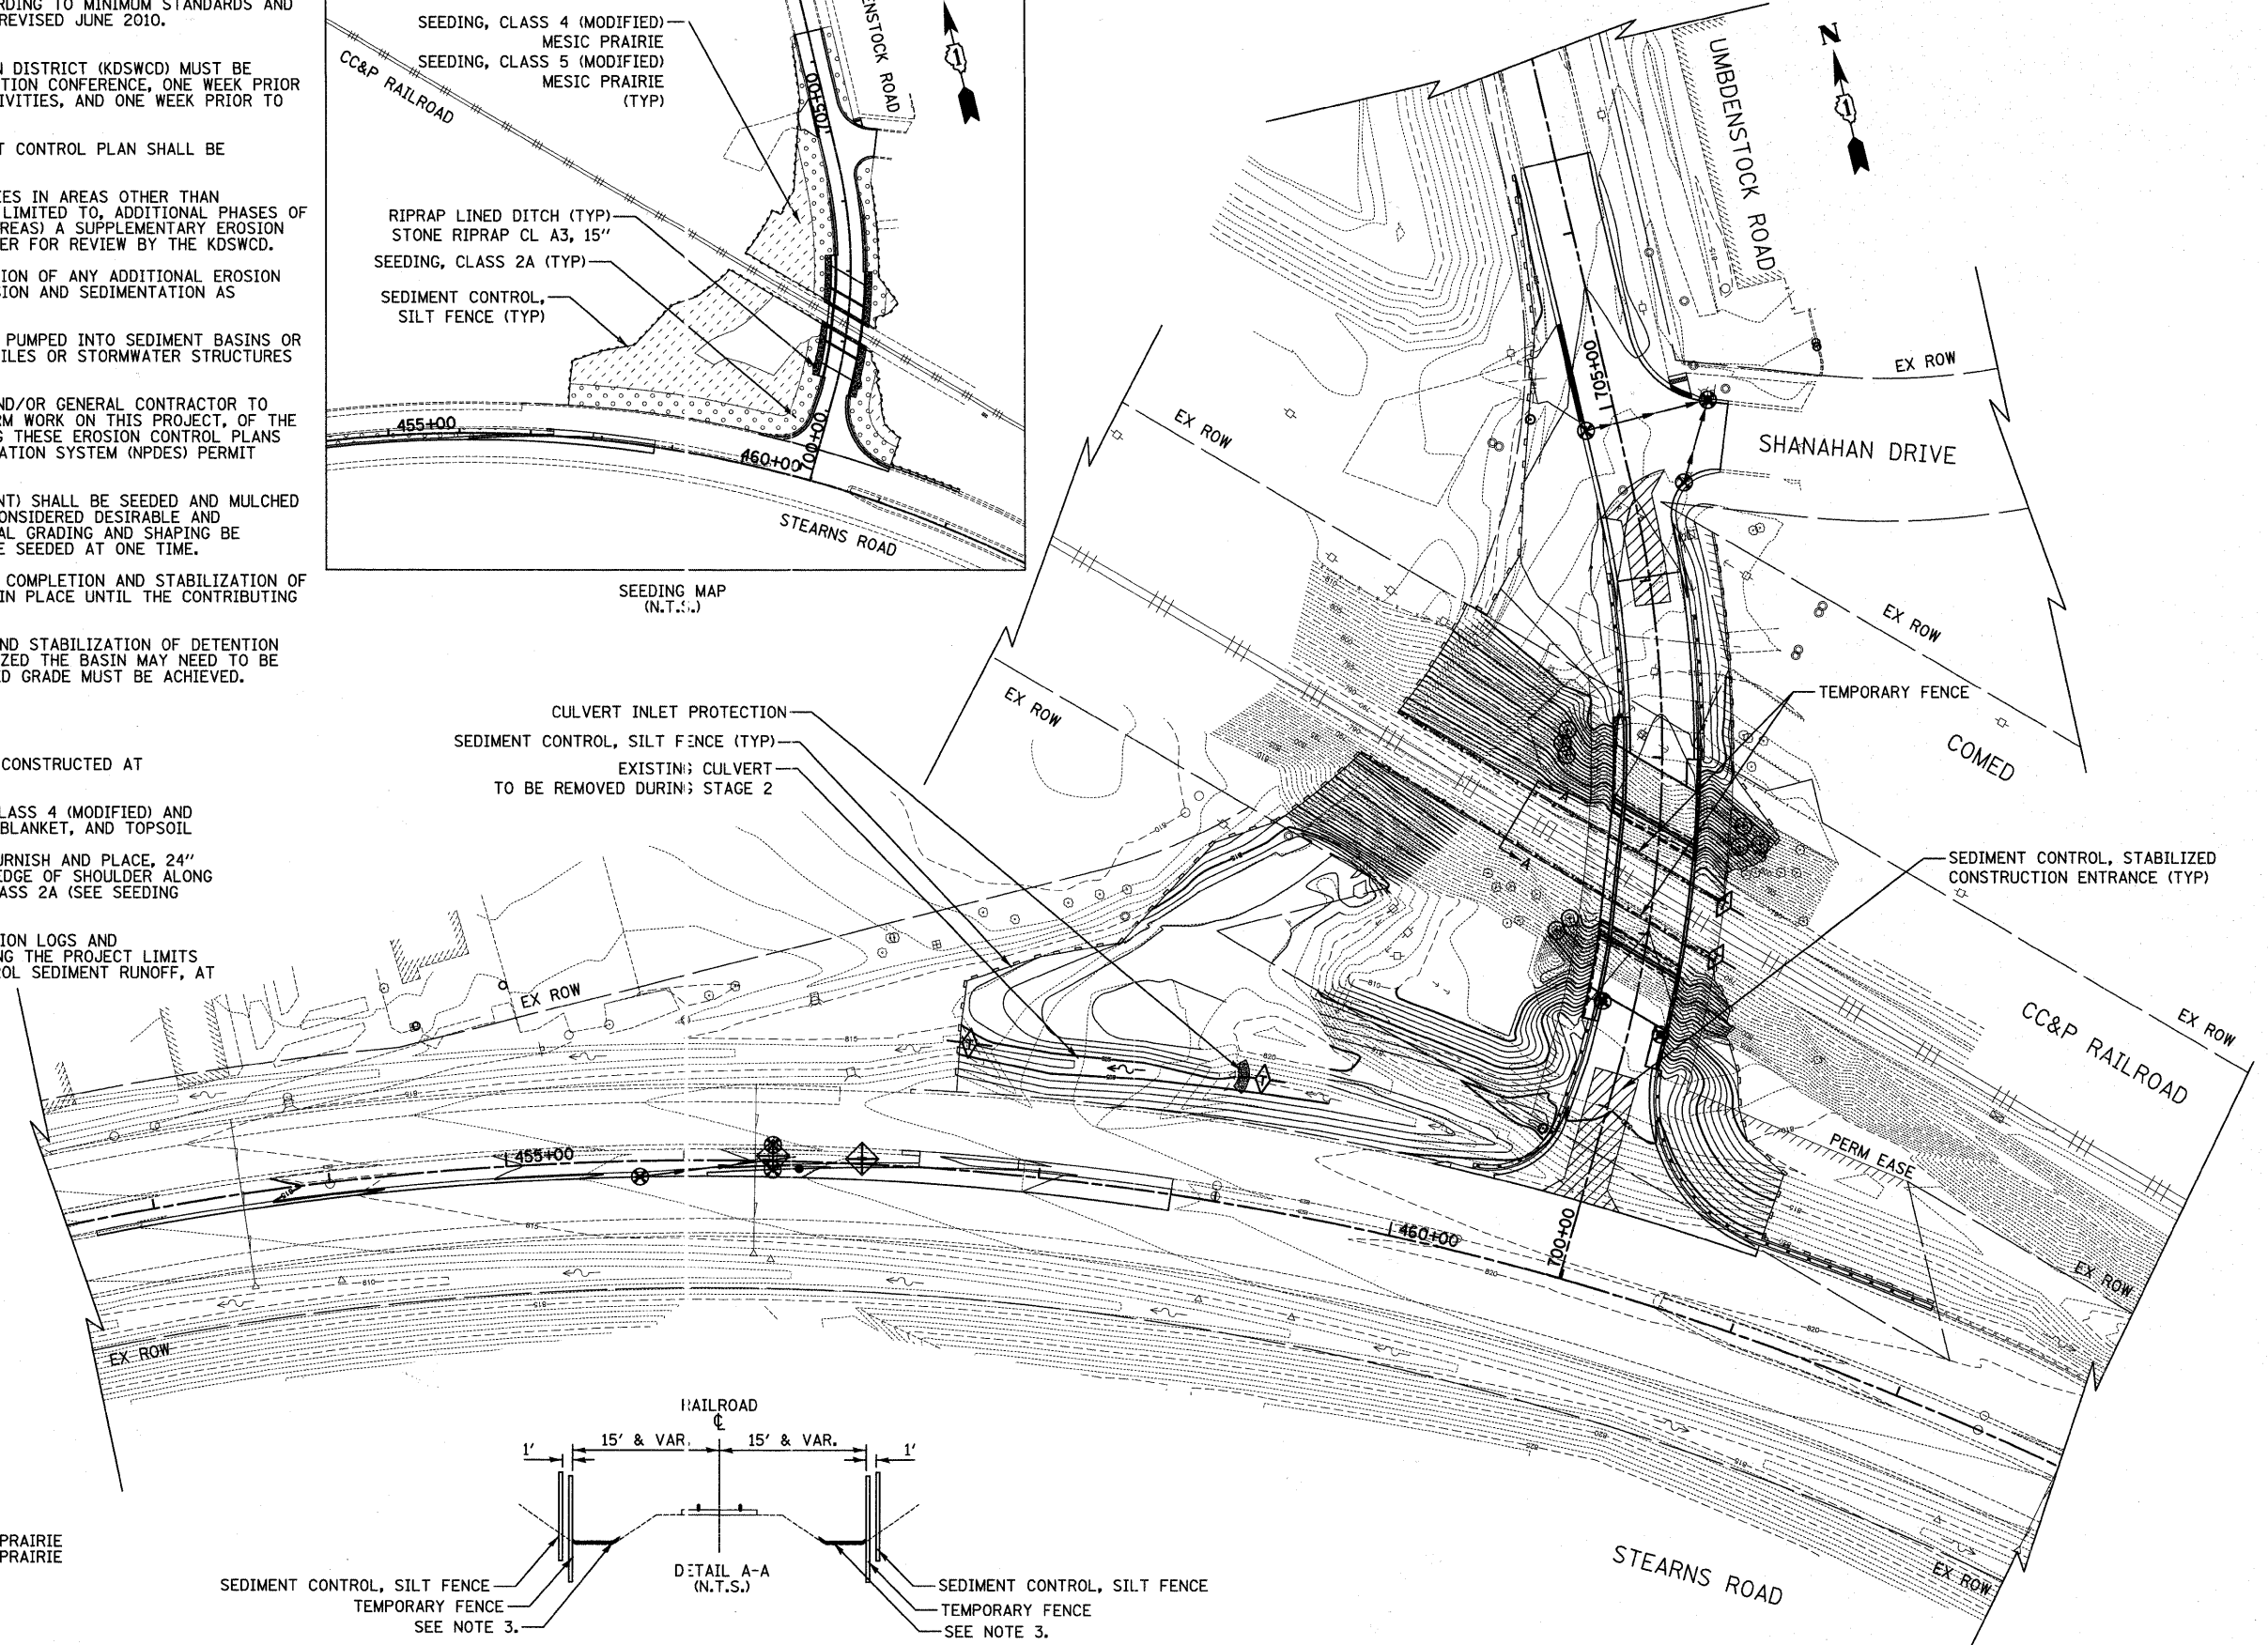 RDING TO MINIMUM STANDARDS AND
REVISED JUNE 2010.
N DISTRICT (KDSWCD) MUST BE
TION CONFERENCE, ONE WEEK PRIOR
IVITIES, AND ONE WEEK PRIOR TO
T CONTROL PLAN SHALL BE
IES IN AREAS OTHER THAN
LIMITED TO, ADDITIONAL PHASES OF
REAS) A SUPPLEMENTARY EROSION
ER FOR REVIEW BY THE KDSWCD.
ION OF ANY ADDITIONAL EROSION
SION AND SEDIMENTATION AS
PUMPED INTO SEDIMENT BASINS OR
ILES OR STORMWATER STRUCTURES
ND/OR GENERAL CONTRACTOR TO
RM WORK ON THIS PROJECT, OF THE
G THESE EROSION CONTROL PLANS
ATION SYSTEM (NPDES) PERMIT
NT) SHALL BE SEEDED AND MULCHED
ONSIDERED DESIRABLE AND
AL GRADING AND SHAPING BE
E SEEDED AT ONE TIME.
COMPLETION AND STABILIZATION OF
IN PLACE UNTIL THE CONTRIBUTING
ND STABILIZATION OF DETENTION
ZED THE BASIN MAY NEED TO BE
ED GRADE MUST BE ACHIEVED.
CONSTRUCTED AT
LASS 4 (MODIFIED) AND
BLANKET, AND TOPSOIL
URNISH AND PLACE, 24"
EDGE OF SHOULDER ALONG
ASS 2A (SEE SEEDING
ION LOGS AND
NG THE PROJECT LIMITS
ROL SEDIMENT RUNOFF, AT
PRAIRIE
PRAIRIE
SEEDING, CLASS 4 (MODIFIED)
MESIC PRAIRIE
SEEDING, CLASS 5 (MODIFIED)
MESIC PRAIRIE
(TYP)
CC&P RAILROAD
ENSTOCK ROAD
705+00
RIPRAP LINED DITCH (TYP)
STONE RIPRAP CL A3, 15"
SEEDING, CLASS 2A (TYP)
SEDIMENT CONTROL,
SILT FENCE (TYP)
455+00
460+00
700+00
STEARNS ROAD
SEEDING MAP
(N.T.S.)
N
UMBDENSTOCK ROAD
705+00
EX ROW
SHANAHAN DRIVE
EX ROW
EX ROW
EX ROW
TEMPORARY FENCE
COMED
CULVERT INLET PROTECTION
SEDIMENT CONTROL, SILT FENCE (TYP)
EXISTING CULVERT
TO BE REMOVED DURING STAGE 2
A
A
SEDIMENT CONTROL, STABILIZED
CONSTRUCTION ENTRANCE (TYP)
EX ROW
CC&P RAILROAD
EX ROW
PERM EASE
455+00
460+00
700+00
EX ROW
EX ROW
EX ROW
STEARNS ROAD
RAILROAD
℄
1'
15' & VAR.
15' & VAR.
1'
DETAIL A-A
(N.T.S.)
SEDIMENT CONTROL, SILT FENCE
TEMPORARY FENCE
SEE NOTE 3.
SEDIMENT CONTROL, SILT FENCE
TEMPORARY FENCE
SEE NOTE 3.